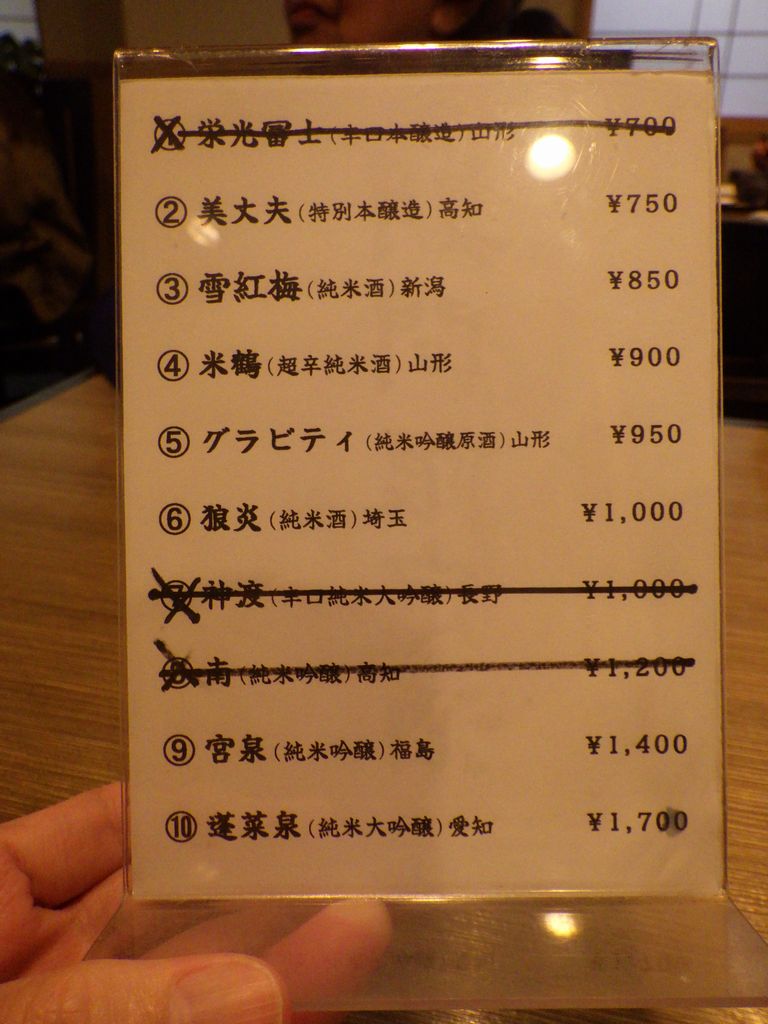 ① 栄光冨士(辛口本醸造)山形 ¥700
② 美丈夫(特別本醸造)高知 ¥750
③ 雪紅梅(純米酒)新潟 ¥850
④ 米鶴(超辛純米酒)山形 ¥900
⑤ グラビティ(純米吟醸原酒)山形 ¥950
⑥ 狼炎(純米酒)埼玉 ¥1,000
⑦ 神渡(辛口純米大吟醸)長野 ¥1,000
⑧ 南(純米吟醸)高知 ¥1,200
⑨ 宮泉(純米吟醸)福島 ¥1,400
⑩ 蓬莱泉(純米大吟醸)愛知 ¥1,700